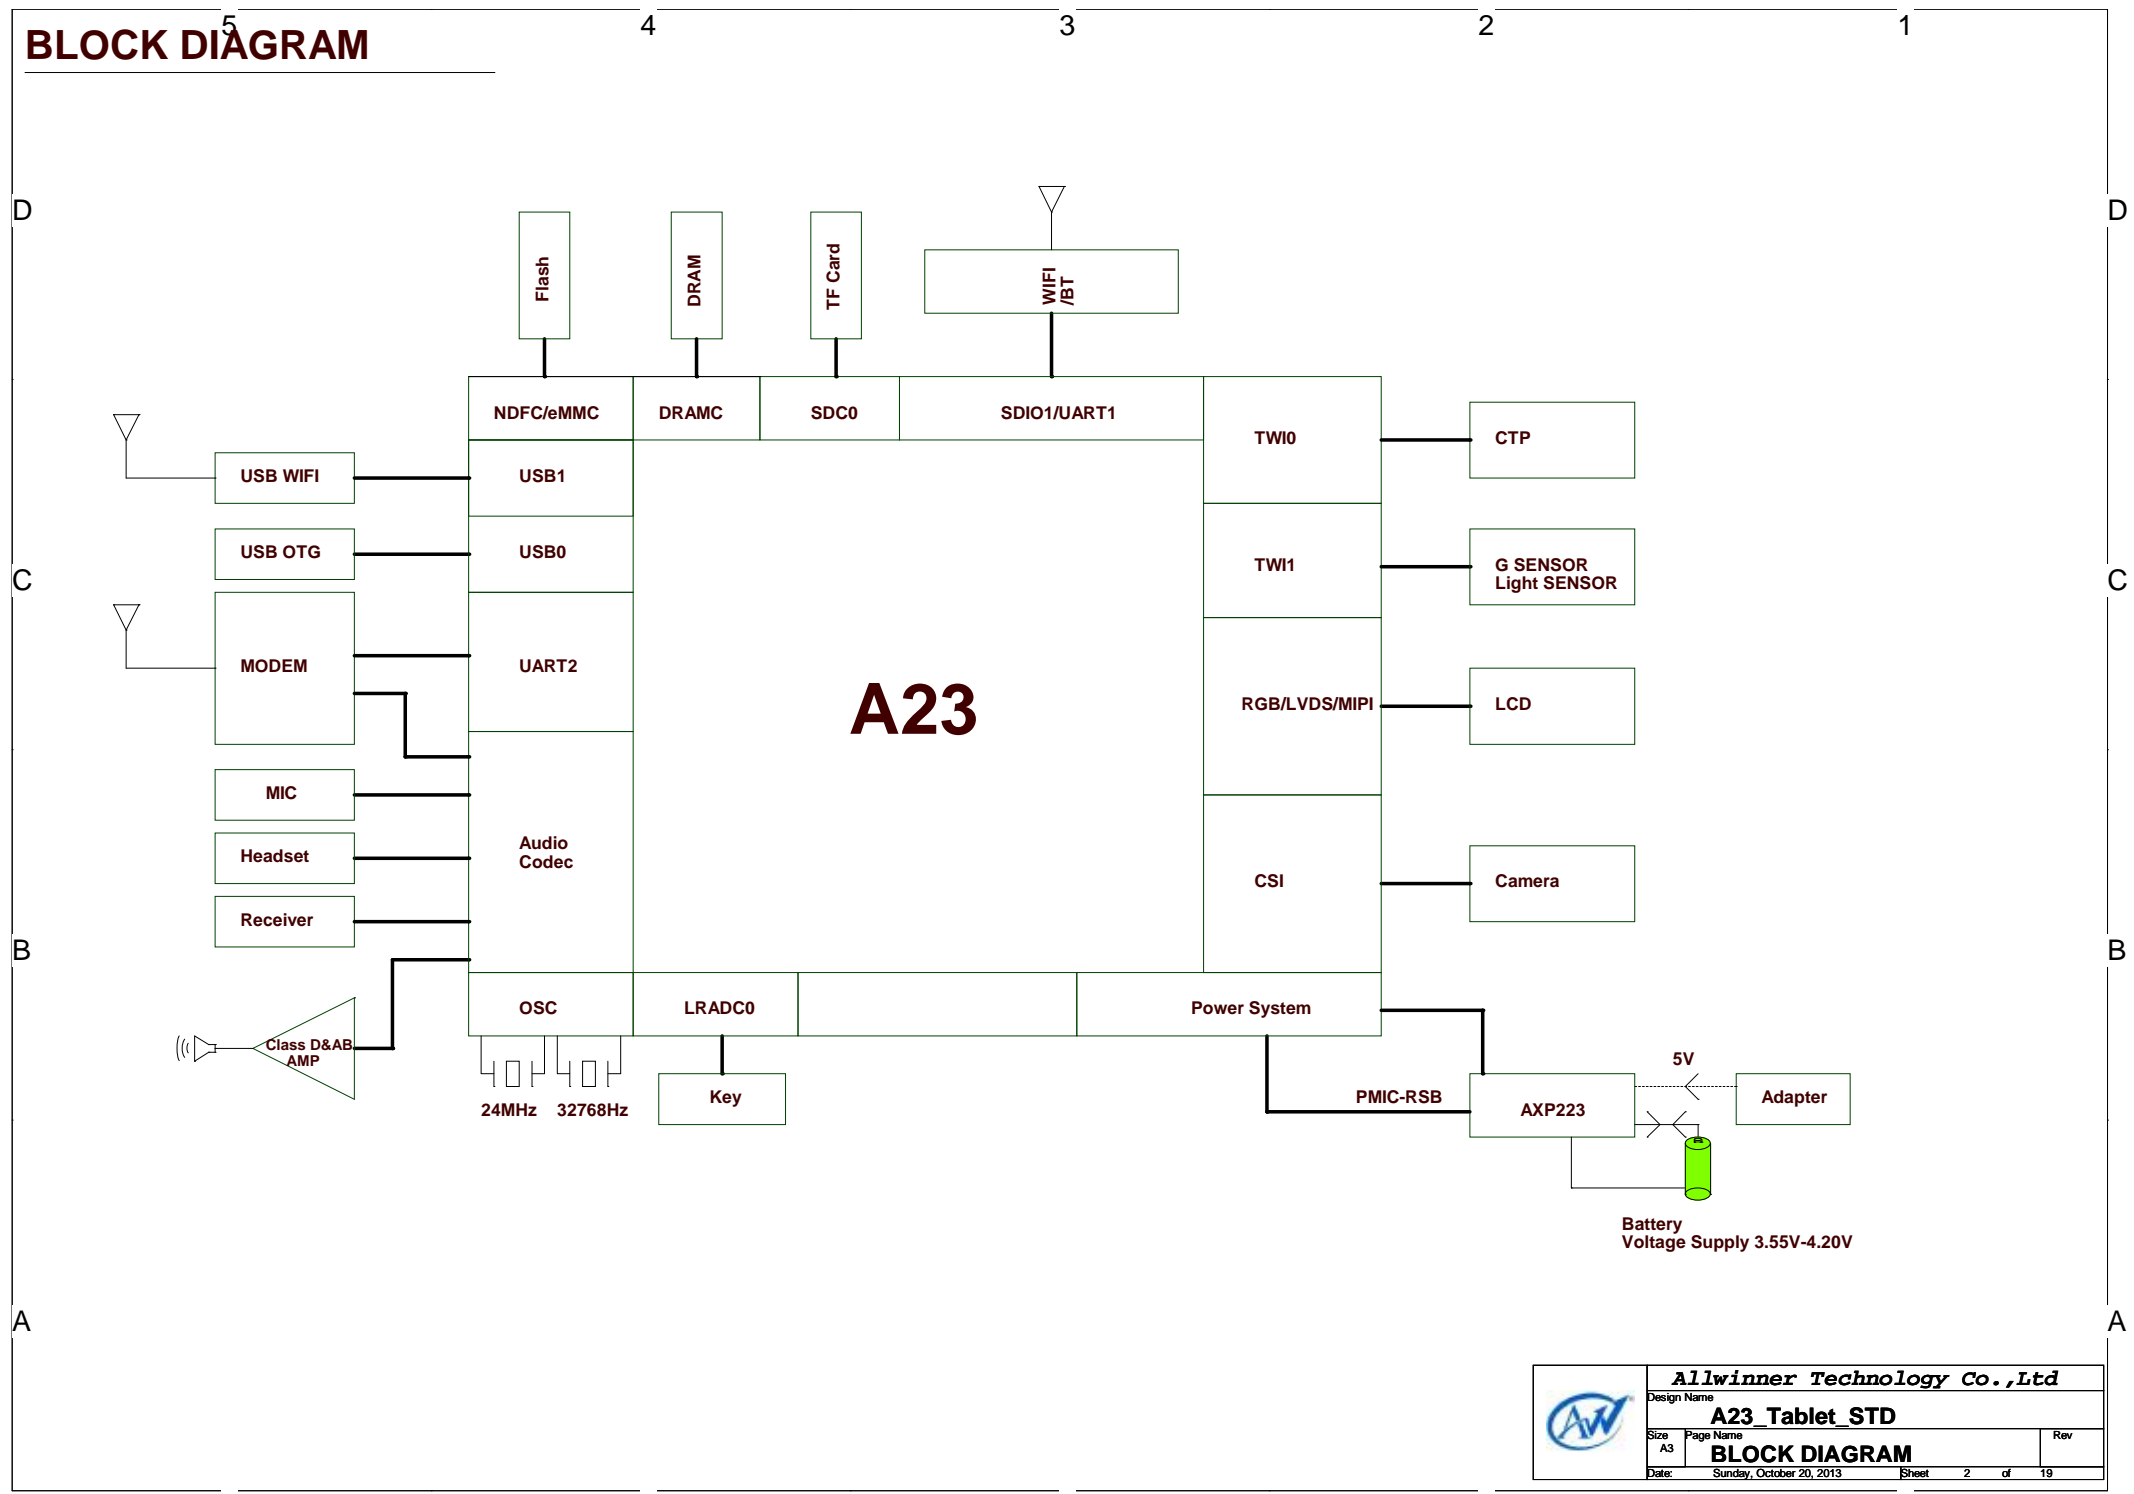 5
4
3
2
1
BLOCK DIAGRAM
D
D
Flash
DRAM
TF Card
WIFI
/BT
NDFC/eMMC
DRAMC
SDC0
SDIO1/UART1
TWI0
CTP
USB WIFI
USB1
USB OTG
USB0
TWI1
G SENSOR
Light SENSOR
C
C
MODEM
UART2
A23
RGB/LVDS/MIPI
LCD
MIC
Audio
Codec
Headset
CSI
Camera
Receiver
B
B
OSC
LRADC0
Power System
Class D&AB
AMP
24MHz
32768Hz
Key
PMIC-RSB
AXP223
5V
Adapter
Battery
Voltage Supply 3.55V-4.20V
A
A
Allwinner Technology Co.,Ltd
Design Name
A23_Tablet_STD
Size
A3
Page Name
BLOCK DIAGRAM
Rev
Date:
Sunday, October 20, 2013
Sheet 2 of 19
AW